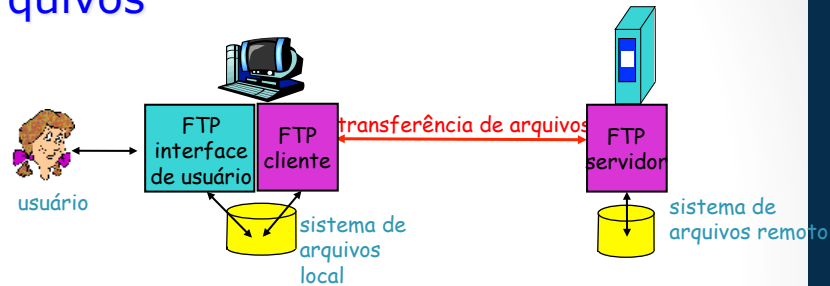 quivos
FTP
interface
de usuário
FTP
cliente
transferência de arquivos
FTP
servidor
usuário
sistema de
arquivos
local
sistema de
arquivos remoto